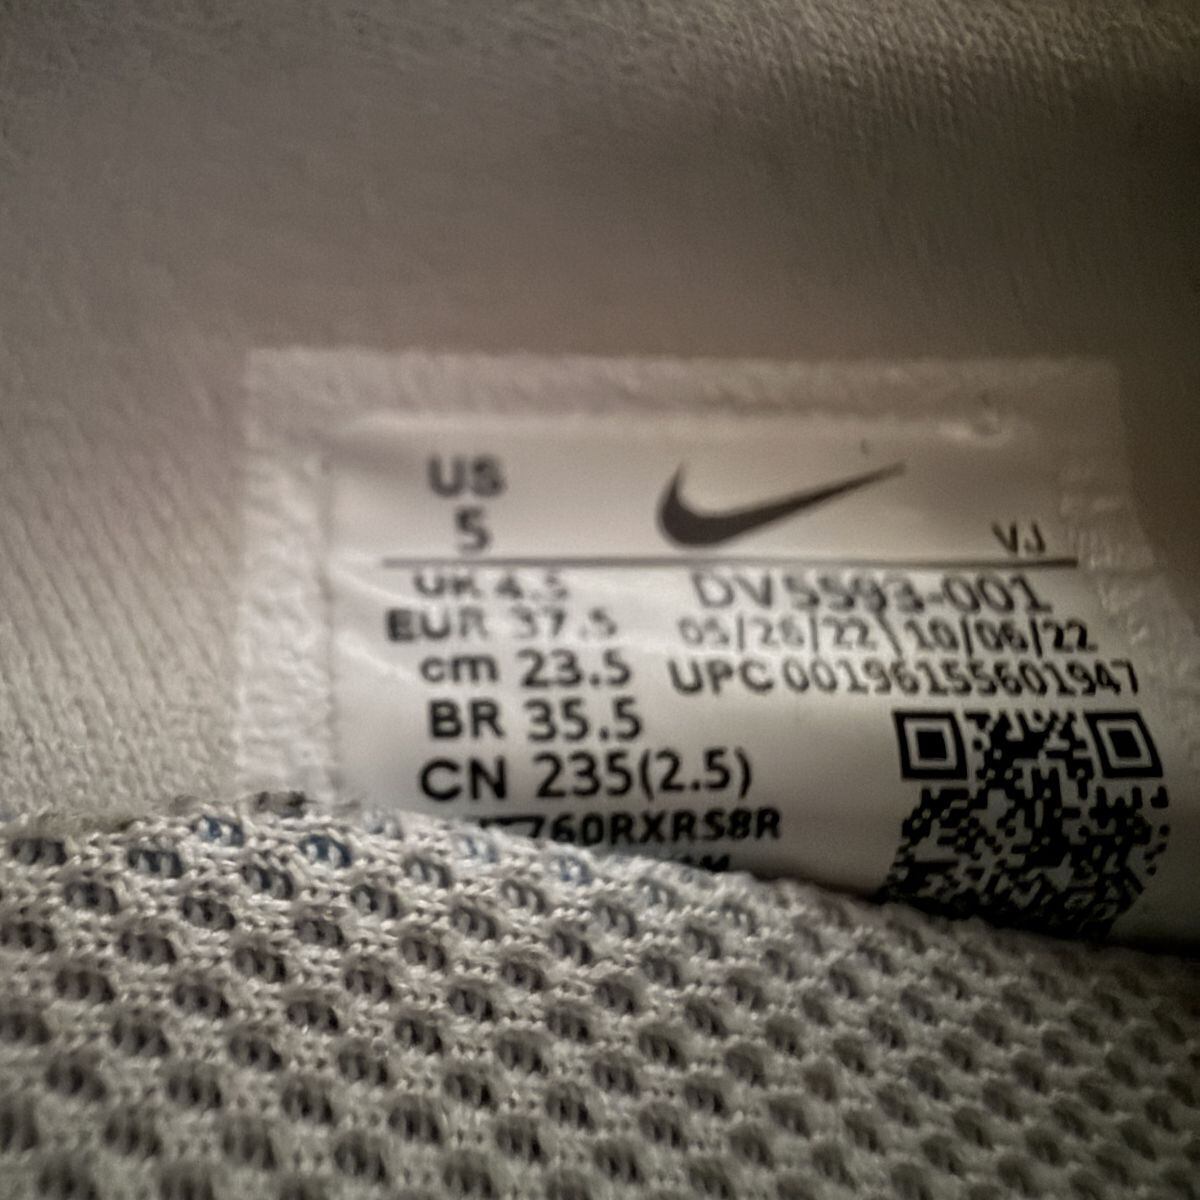 US
5
VJ
UK 4.5
DV5593-001
EUR 37.5
05/26/22\10/06/22
cm 23.5
UPC 00196155601947
BR 35.5
CN 235(2.5)
760RXRS8R